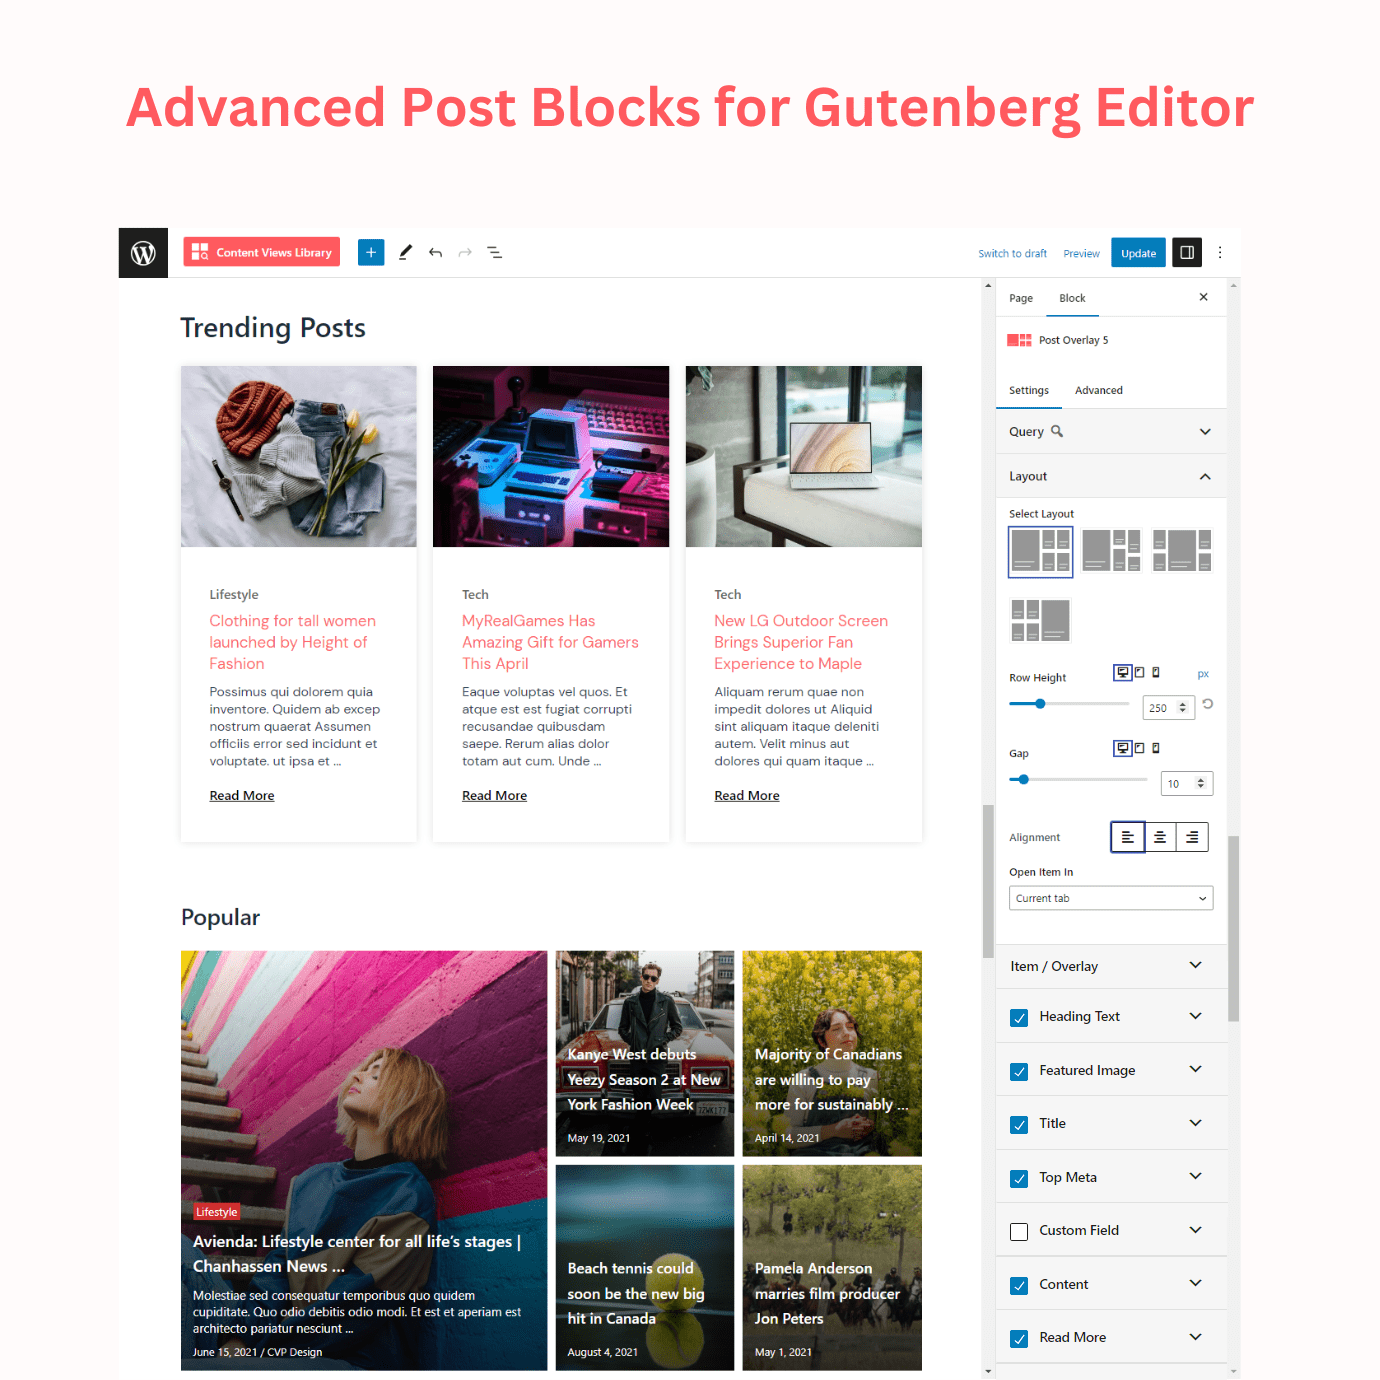 Advanced Post Blocks for Gutenberg Editor
Content Views Library
Switch to draft
Preview
Update
Trending Posts
Lifestyle
Clothing for tall women
launched by Height of
Fashion
Possimus qui dolorem quia
inventore. Quidem ab excep
nostrum quaerat Assumen
officiis error sed incidunt et
voluptate. ut ipsa et ...
Read More
Tech
MyRealGames Has
Amazing Gift for Gamers
This April
Eaque voluptas vel quos. Et
atque est est fugiat corrupti
recusandae quibusdam
saepe. Rerum alias dolor
totam aut cum. Unde ...
Read More
Tech
New LG Outdoor Screen
Brings Superior Fan
Experience to Maple
Aliquam rerum quae non
impedit dolores ut Aliquid
sint aliquam itaque deleniti
autem. Velit minus aut
dolores qui quam itaque ...
Read More
Popular
Lifestyle
Avienda: Lifestyle center for all life's stages |
Chanhassen News ...
Molestiae sed consequatur temporibus quo quidem
cupiditate. Quo odio debitis odio modi. Et est et aperiam est
architecto pariatur nesciunt ...
June 15, 2021 / CVP Design
Kanye West debuts
Yeezy Season 2 at New
York Fashion Week
May 19, 2021
Majority of Canadians
are willing to pay
more for sustainably ...
April 14, 2021
Beach tennis could
soon be the new big
hit in Canada
August 4, 2021
Pamela Anderson
marries film producer
Jon Peters
May 1, 2021
Page
Block
Post Overlay 5
Settings
Advanced
Query
Layout
Select Layout
Row Height
px
250
Gap
10
Alignment
Open Item In
Current tab
Item / Overlay
Heading Text
Featured Image
Title
Top Meta
Custom Field
Content
Read More